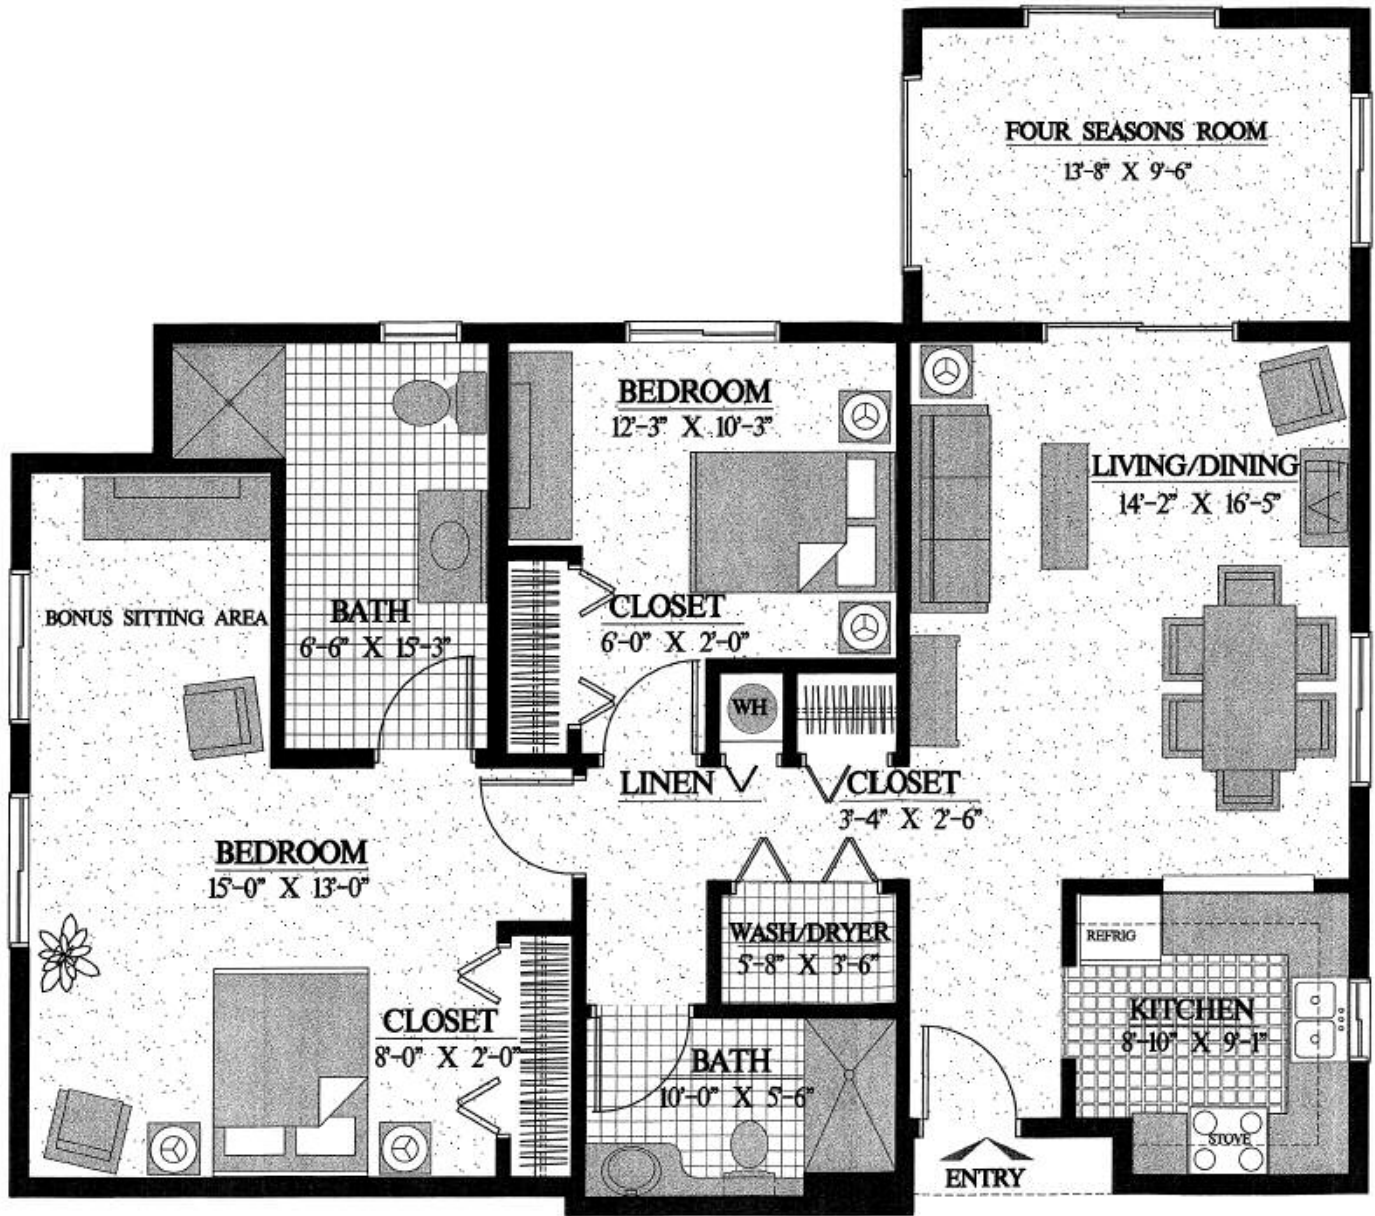 FOUR SEASONS ROOM
13'-8" X 9'-6"
BEDROOM
12'-3" X 10'-3"
LIVING/DINING
14'-2" X 16'-5"
BONUS SITTING AREA
BATH
6'-6" X 15'-3"
CLOSET
6'-0" X 2'-0"
WH
LINEN
CLOSET
3'-4" X 2'-6"
BEDROOM
15'-0" X 13'-0"
WASH/DRYER
5'-8" X 3'-6"
REFRIG
KITCHEN
8'-10" X 9'-1"
CLOSET
8'-0" X 2'-0"
BATH
10'-0" X 5'-6"
STOVE
ENTRY